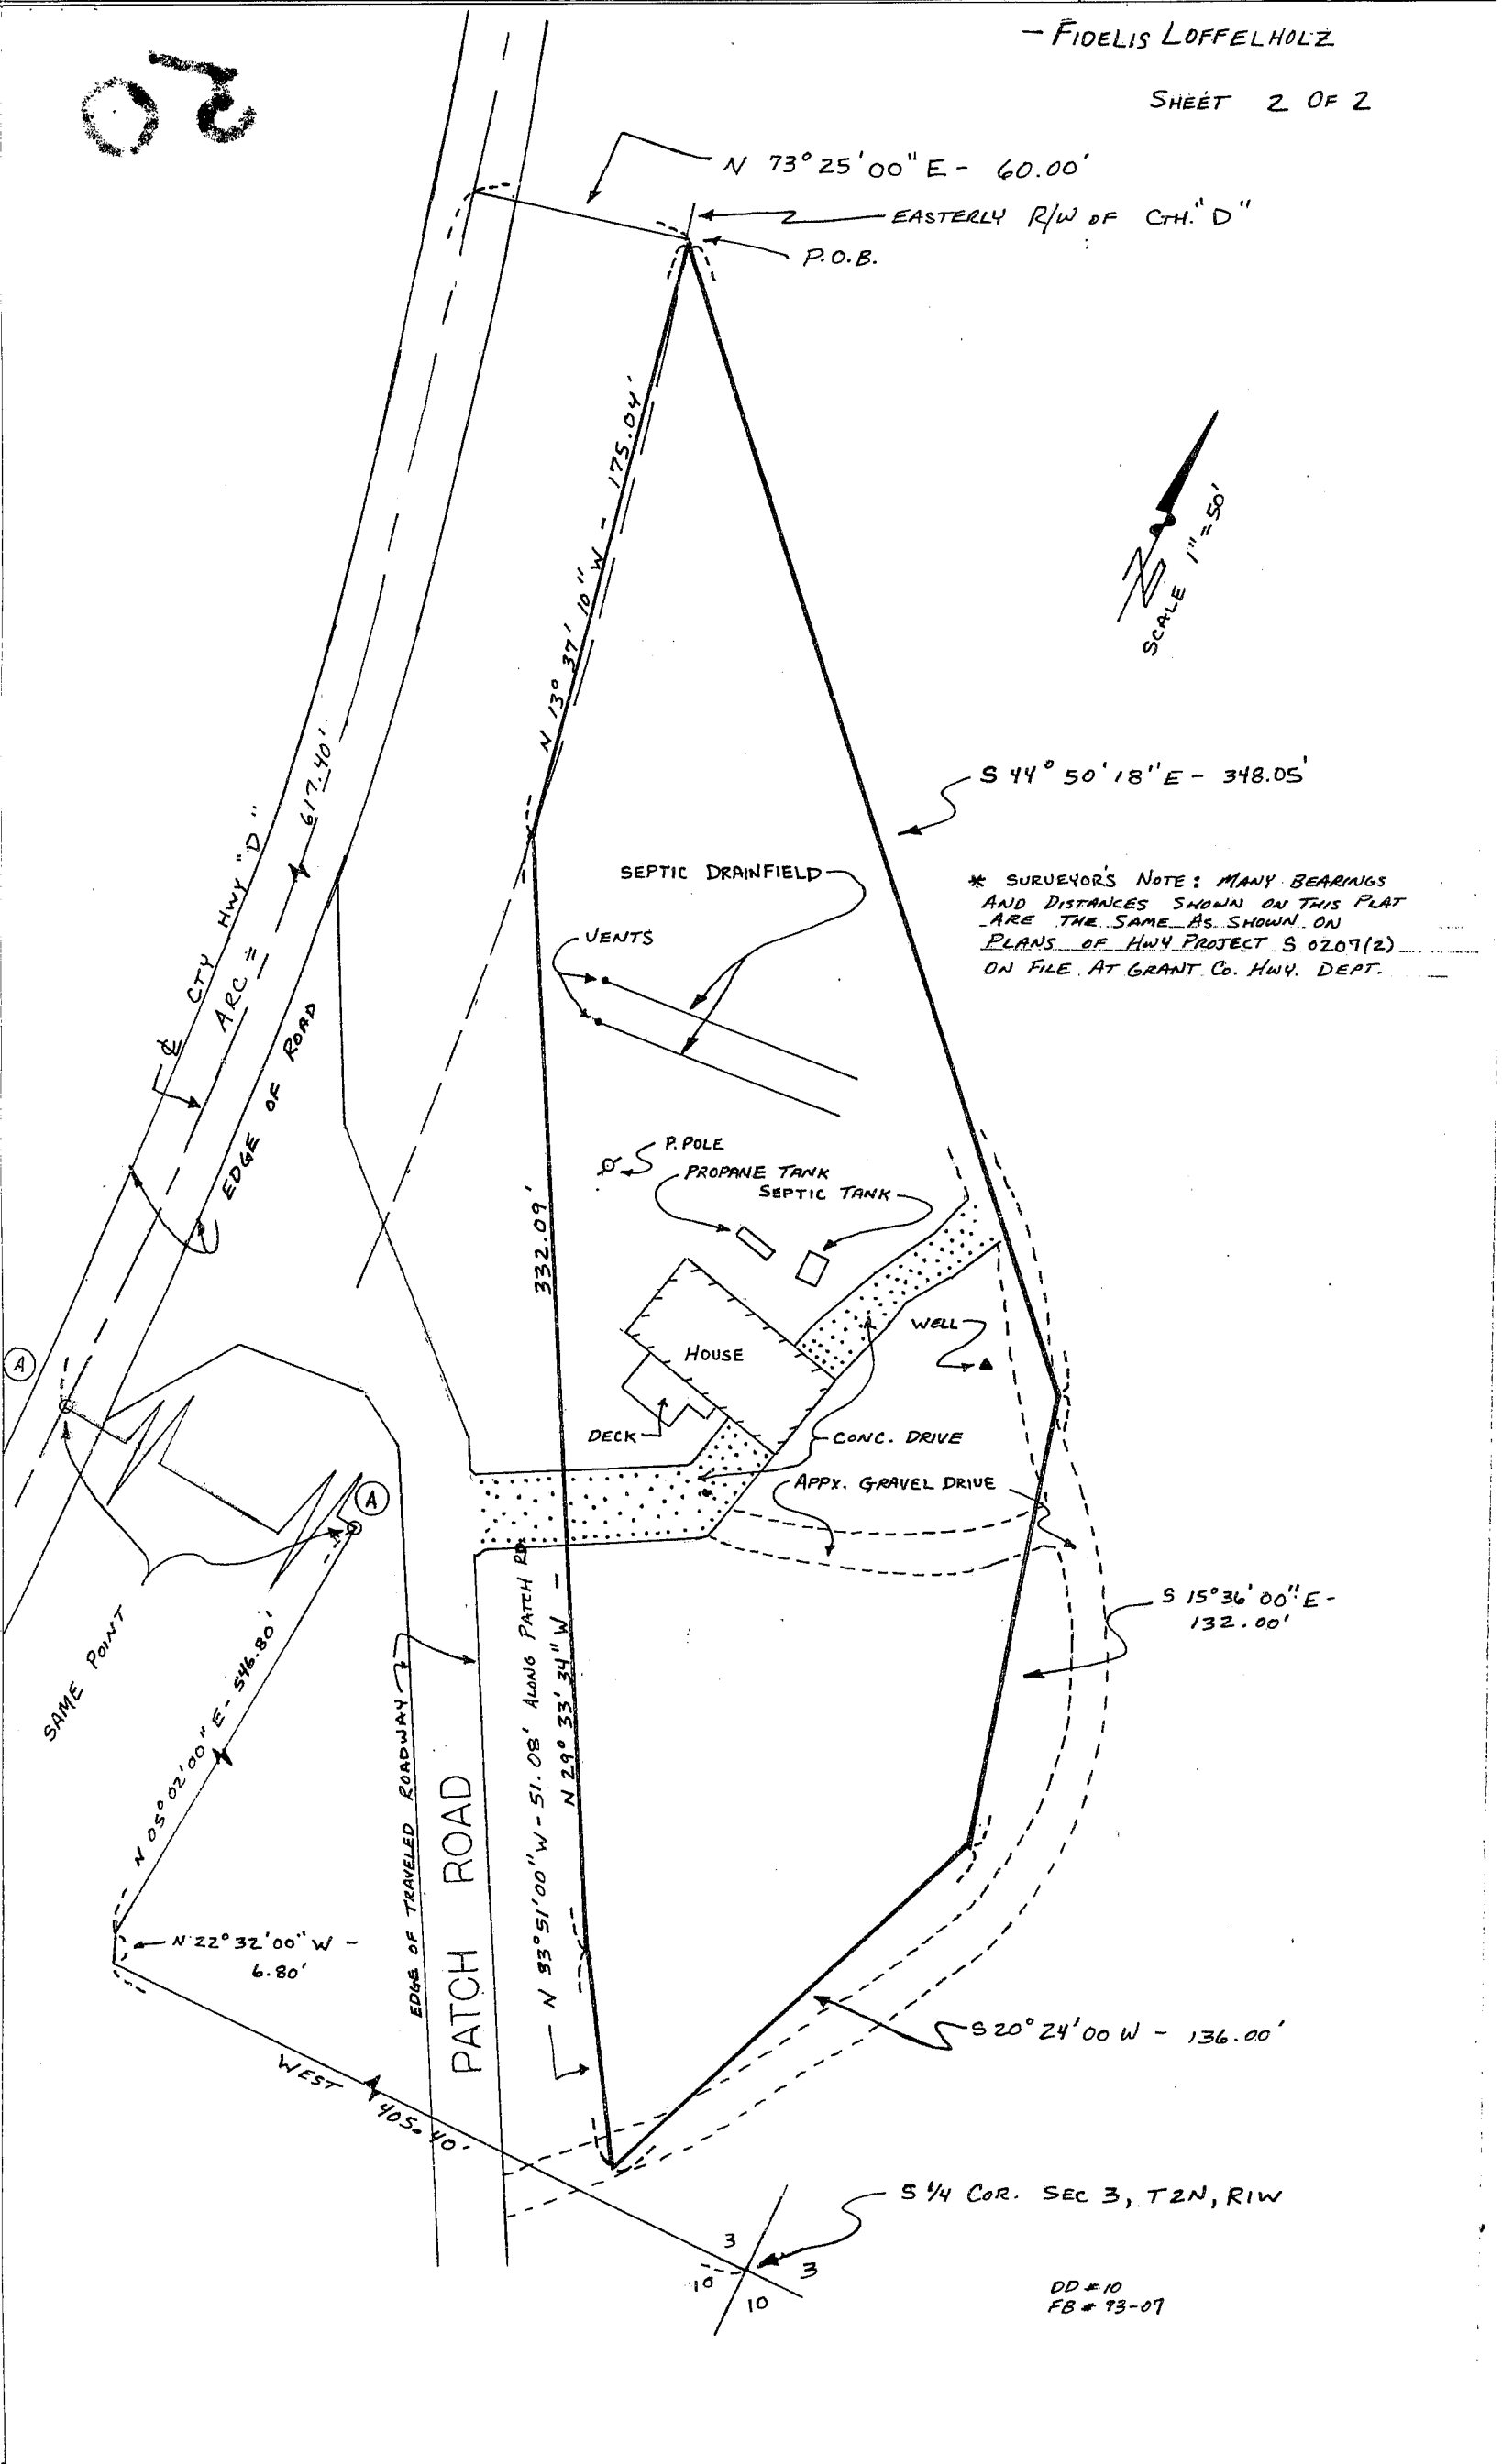 - FIDELIS LOFFELHOLZ
SHEET 2 OF 2
20
N 73° 25' 00" E - 60.00'
EASTERLY R/W OF CTH. "D"
P.O.B.
N 13° 37' 10" W - 175.04'
SCALE 1" = 50'
N
S 44° 50' 18" E - 348.05'
* SURVEYOR'S NOTE: MANY BEARINGS
AND DISTANCES SHOWN ON THIS PLAT
ARE THE SAME AS SHOWN ON
PLANS OF HWY PROJECT S 0207(2)
ON FILE AT GRANT CO. HWY. DEPT.
℄ CTY HWY "D"
ARC = 617.40'
EDGE OF ROAD
SEPTIC DRAINFIELD
VENTS
P. POLE
PROPANE TANK
SEPTIC TANK
332.09'
WELL
HOUSE
DECK
CONC. DRIVE
APPX. GRAVEL DRIVE
A
A
SAME POINT
S 15° 36' 00" E -
132.00'
N 05° 02' 00" E - 546.80'
EDGE OF TRAVELED ROADWAY
PATCH ROAD
N 33° 51' 00" W - 51.08' ALONG PATCH RD.
N 29° 33' 34" W -
N 22° 32' 00" W -
6.80'
S 20° 24' 00 W - 136.00'
WEST 405.40'
S 1/4 COR. SEC 3, T2N, R1W
3
3
10
10
DD # 10
FB # 93-07